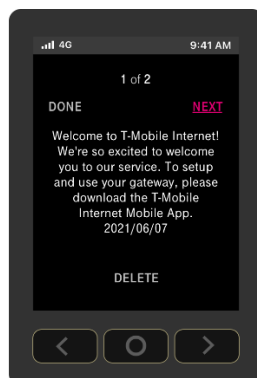 4G 9:41 AM
1 of 2
DONE NEXT
Welcome to T-Mobile Internet!
We're so excited to welcome
you to our service. To setup
and use your gateway, please
download the T-Mobile
Internet Mobile App.
2021/06/07
DELETE